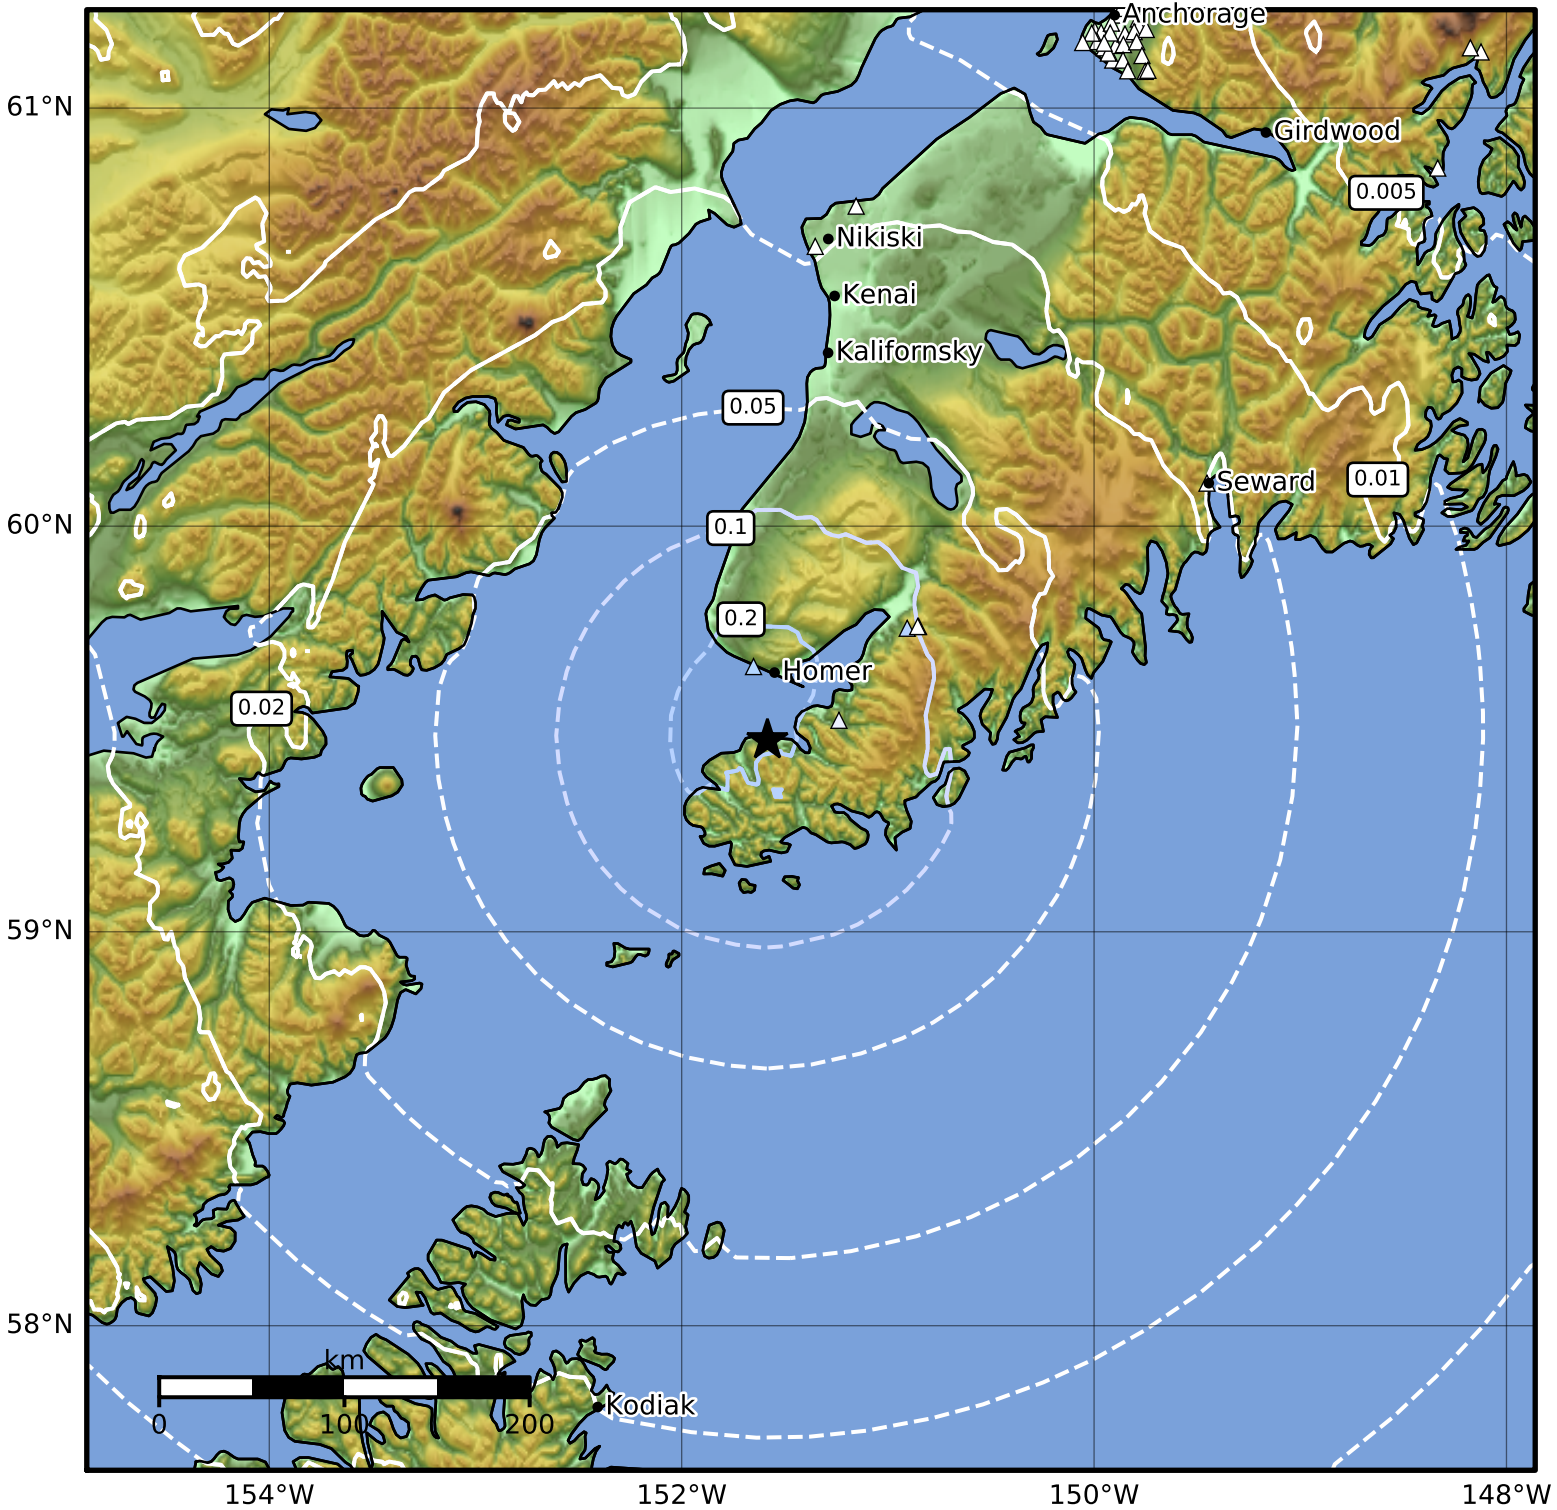 Anchorage
61°N
Girdwood
0.005
Nikiski
Kenai
Kalifornsky
0.05
Seward
0.01
60°N
0.1
0.2
Homer
0.02
59°N
58°N
km
0 100 200
Kodiak
154°W 152°W 150°W 148°W